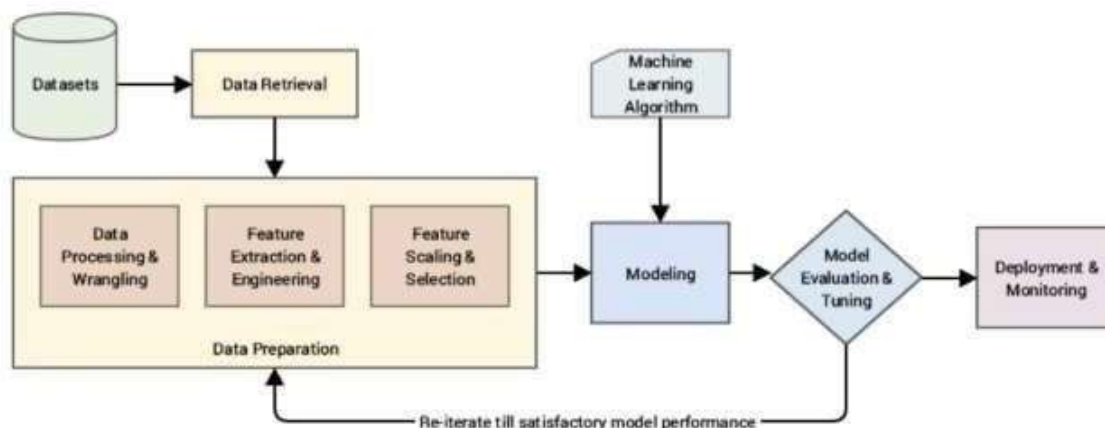 Datasets
Data Retrieval
Machine
Learning
Algorithm
Data
Processing &
Wrangling
Feature
Extraction &
Engineering
Feature
Scaling &
Selection
Data Preparation
Modeling
Model
Evaluation &
Tuning
Deployment &
Monitoring
Re-iterate till satisfactory model performance